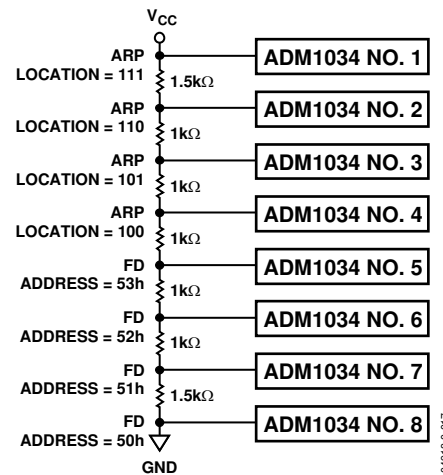 VCC
ARP
LOCATION = 111
ADM1034 NO. 1
1.5kΩ
ARP
LOCATION = 110
ADM1034 NO. 2
1kΩ
ARP
LOCATION = 101
ADM1034 NO. 3
1kΩ
ARP
LOCATION = 100
ADM1034 NO. 4
1kΩ
FD
ADDRESS = 53h
ADM1034 NO. 5
1kΩ
FD
ADDRESS = 52h
ADM1034 NO. 6
1kΩ
FD
ADDRESS = 51h
ADM1034 NO. 7
1.5kΩ
FD
ADDRESS = 50h
ADM1034 NO. 8
GND